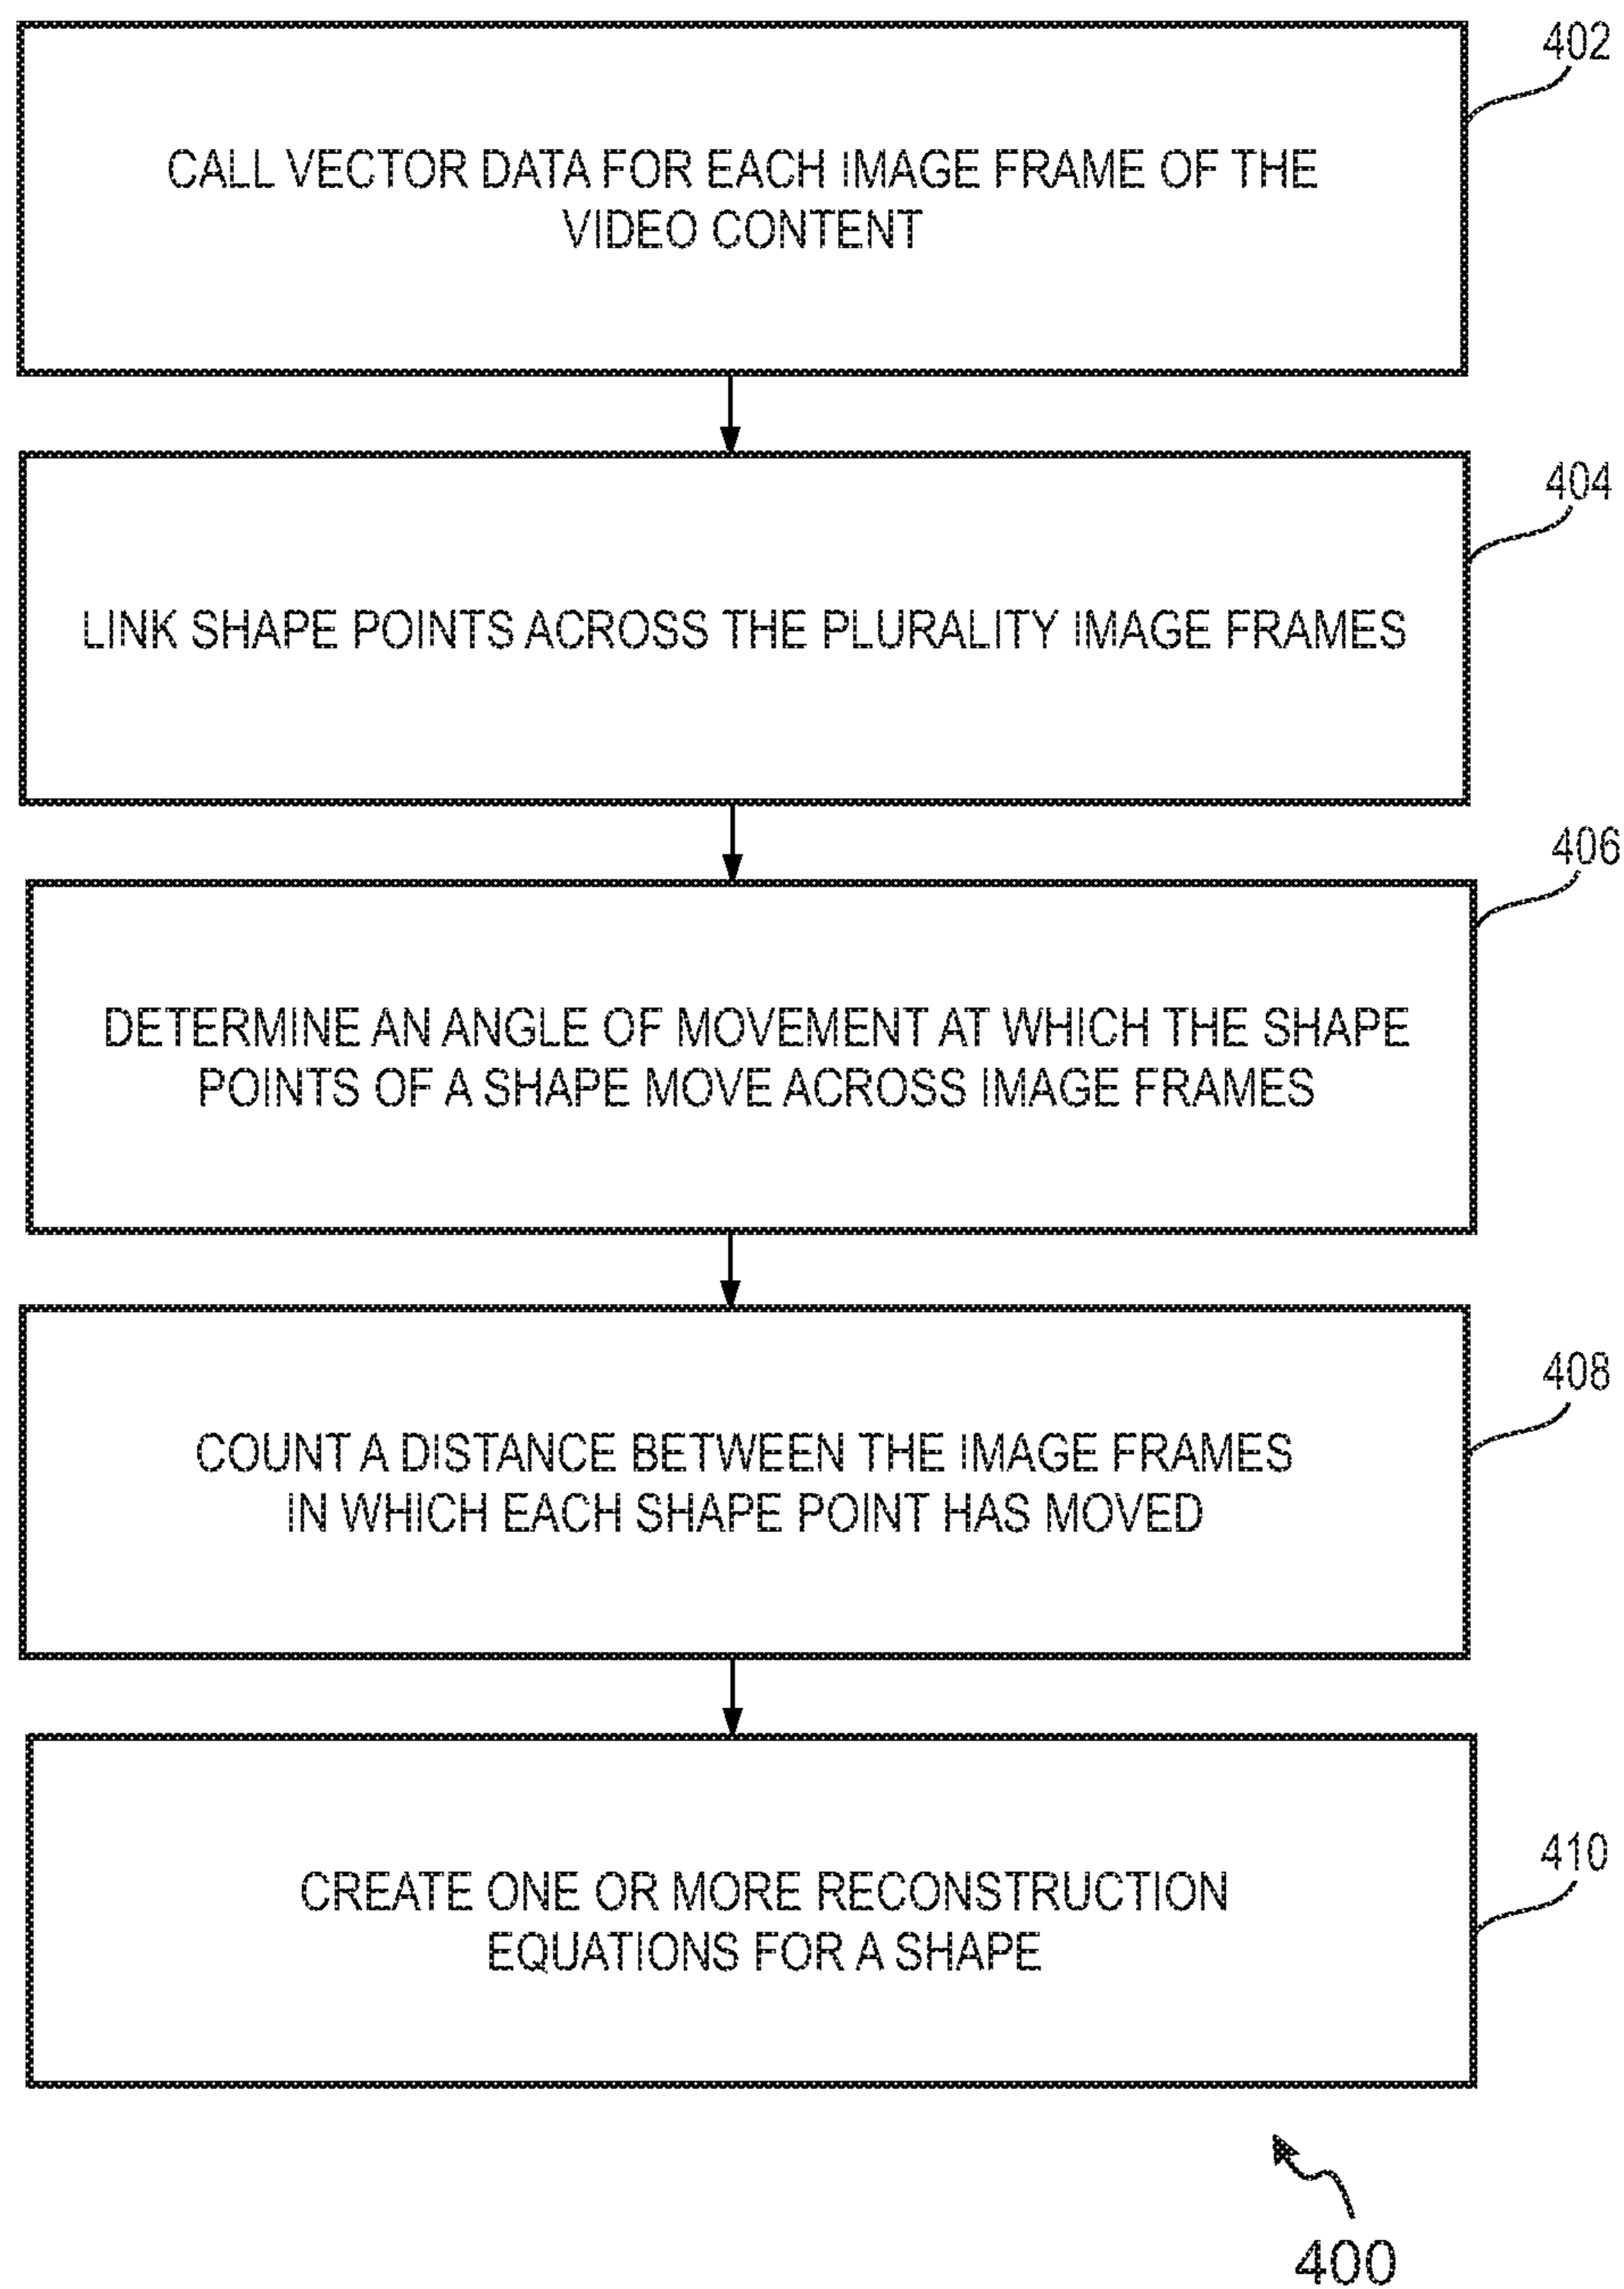 402
CALL VECTOR DATA FOR EACH IMAGE FRAME OF THE
VIDEO CONTENT
404
LINK SHAPE POINTS ACROSS THE PLURALITY IMAGE FRAMES
406
DETERMINE AN ANGLE OF MOVEMENT AT WHICH THE SHAPE
POINTS OF A SHAPE MOVE ACROSS IMAGE FRAMES
408
COUNT A DISTANCE BETWEEN THE IMAGE FRAMES
IN WHICH EACH SHAPE POINT HAS MOVED
410
CREATE ONE OR MORE RECONSTRUCTION
EQUATIONS FOR A SHAPE
400